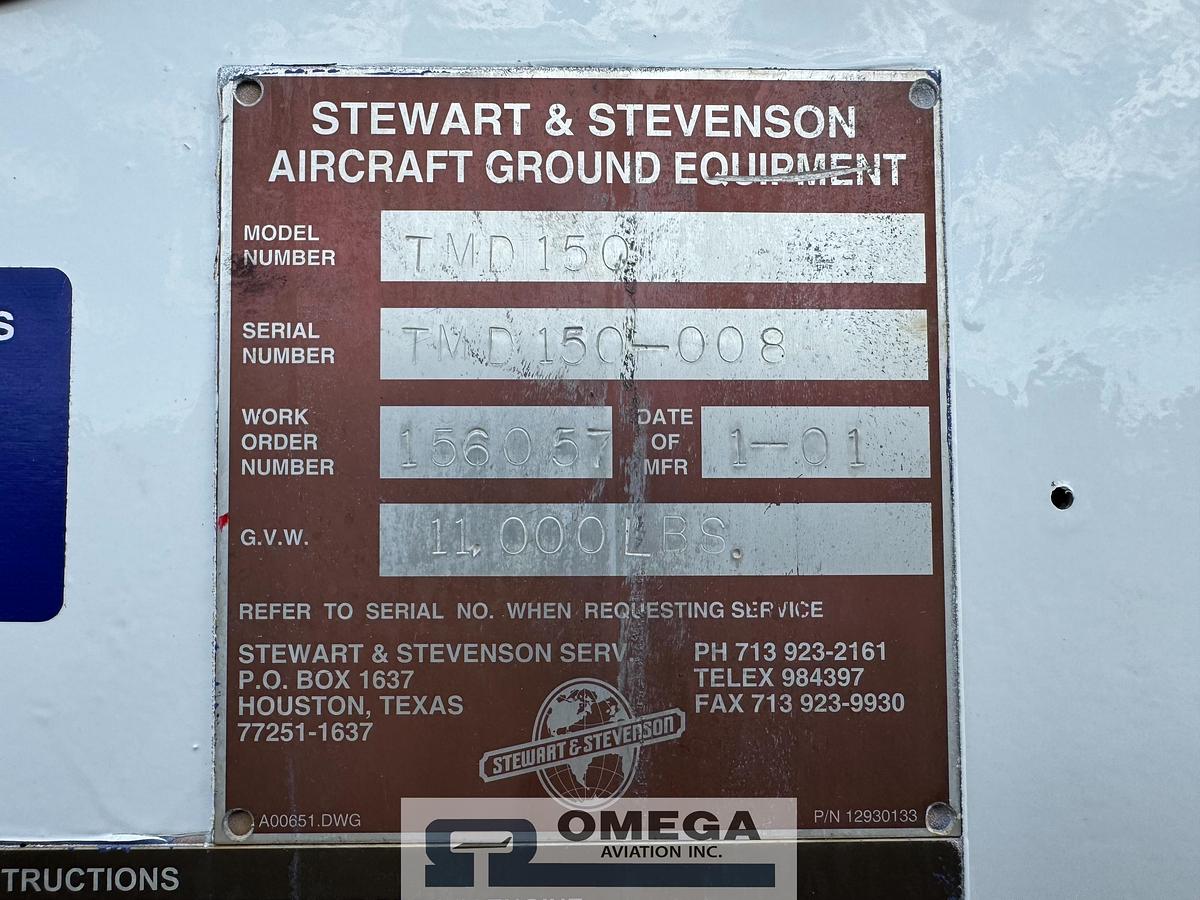 STEWART & STEVENSON
AIRCRAFT GROUND EQUIPMENT
MODEL NUMBER TMD 150
SERIAL NUMBER TMD 150-008
WORK ORDER NUMBER 156057 DATE OF MFR 1-01
G.V.W. 11,000 LBS.
REFER TO SERIAL NO. WHEN REQUESTING SERVICE
STEWART & STEVENSON SERV. PH 713 923-2161
P.O. BOX 1637 TELEX 984397
HOUSTON, TEXAS FAX 713 923-9930
77251-1637
STEWART & STEVENSON
A00651.DWG P/N 12930133
OMEGA
AVIATION INC.
S
TRUCTIONS